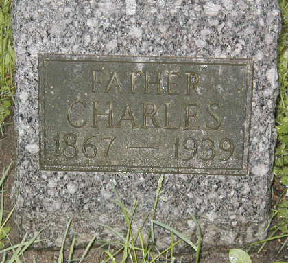 FATHER
CHARLES
1867 — 1939